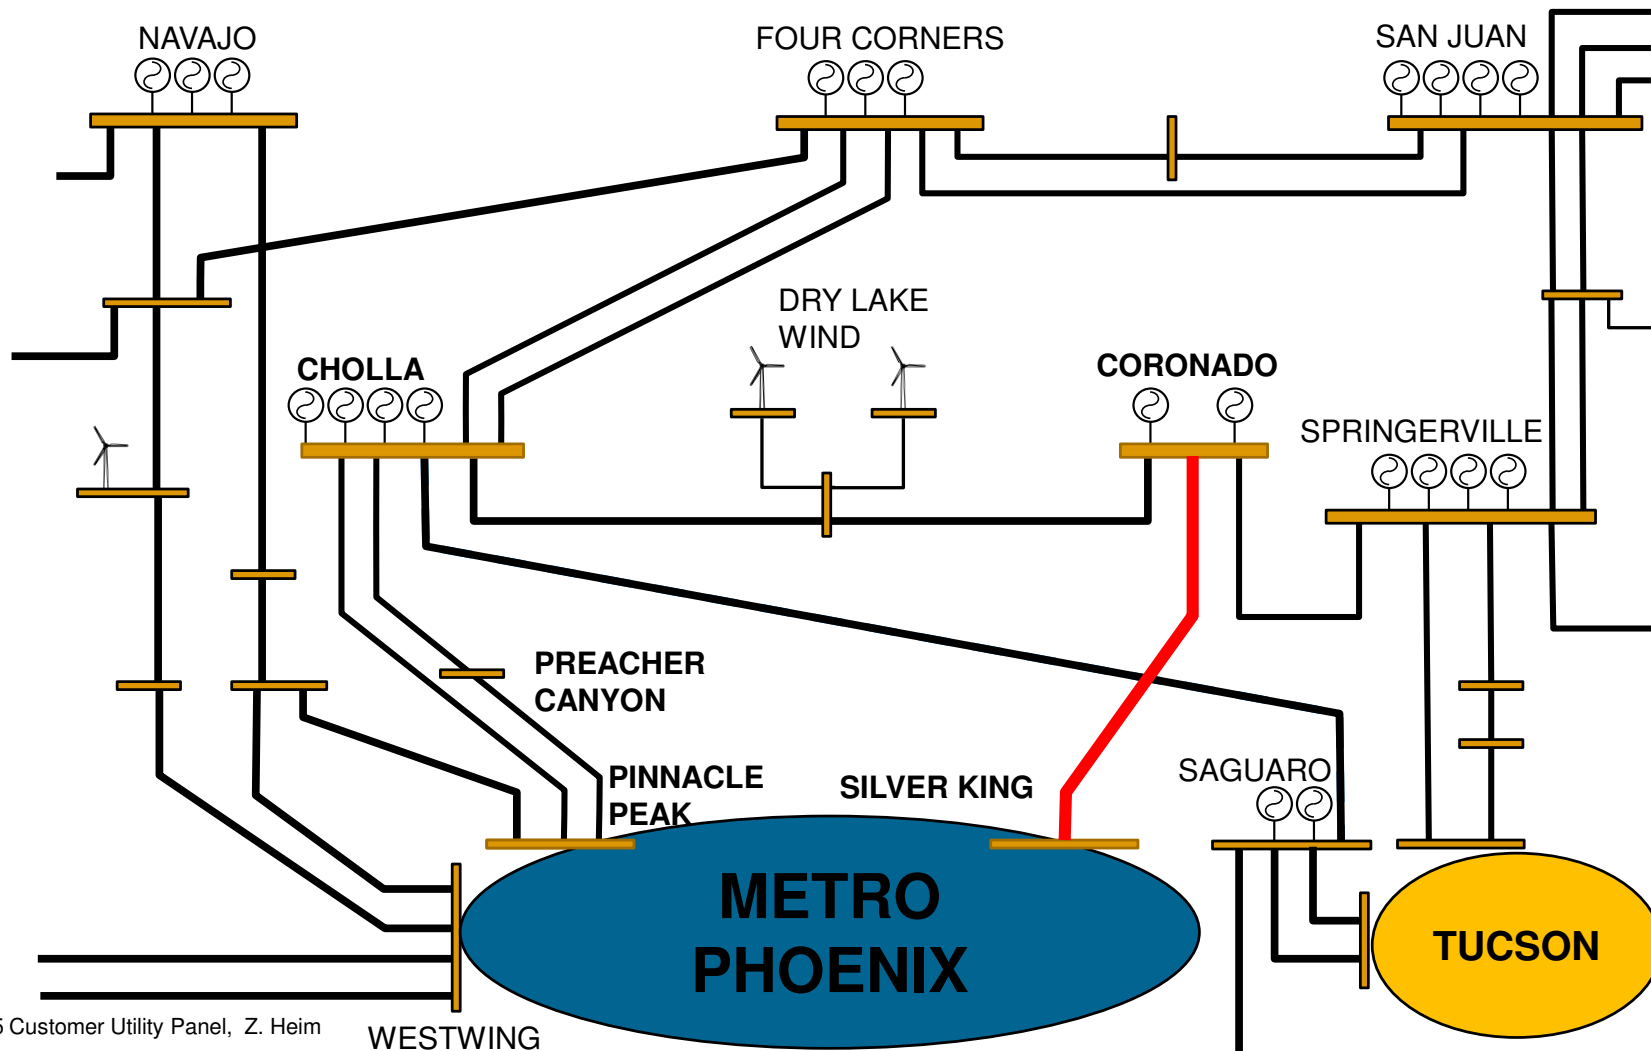 NAVAJO
FOUR CORNERS
SAN JUAN
DRY LAKE
WIND
CHOLLA
CORONADO
SPRINGERVILLE
PREACHER
CANYON
PINNACLE
PEAK
SILVER KING
SAGUARO
METRO
PHOENIX
TUCSON
5 Customer Utility Panel, Z. Heim
WESTWING